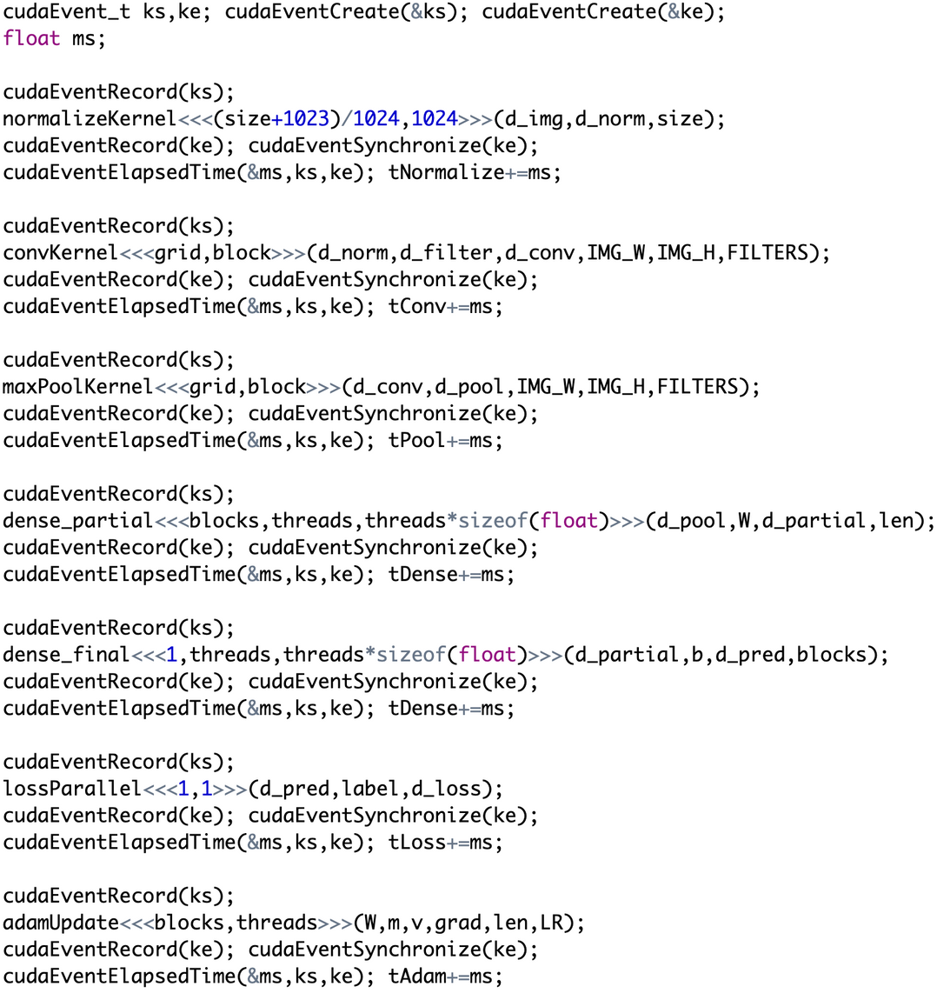 cudaEvent_t ks,ke; cudaEventCreate(&ks); cudaEventCreate(&ke);
float ms;
cudaEventRecord(ks);
normalizeKernel<<<(size+1023)/1024,1024>>>(d_img,d_norm,size);
cudaEventRecord(ke); cudaEventSynchronize(ke);
cudaEventElapsedTime(&ms,ks,ke); tNormalize+=ms;
cudaEventRecord(ks);
convKernel<<<grid,block>>>(d_norm,d_filter,d_conv,IMG_W,IMG_H,FILTERS);
cudaEventRecord(ke); cudaEventSynchronize(ke);
cudaEventElapsedTime(&ms,ks,ke); tConv+=ms;
cudaEventRecord(ks);
maxPoolKernel<<<grid,block>>>(d_conv,d_pool,IMG_W,IMG_H,FILTERS);
cudaEventRecord(ke); cudaEventSynchronize(ke);
cudaEventElapsedTime(&ms,ks,ke); tPool+=ms;
cudaEventRecord(ks);
dense_partial<<<blocks,threads,threads*sizeof(float)>>>(d_pool,W,d_partial,len);
cudaEventRecord(ke); cudaEventSynchronize(ke);
cudaEventElapsedTime(&ms,ks,ke); tDense+=ms;
cudaEventRecord(ks);
dense_final<<<1,threads,threads*sizeof(float)>>>(d_partial,b,d_pred,blocks);
cudaEventRecord(ke); cudaEventSynchronize(ke);
cudaEventElapsedTime(&ms,ks,ke); tDense+=ms;
cudaEventRecord(ks);
lossParallel<<<1,1>>>(d_pred,label,d_loss);
cudaEventRecord(ke); cudaEventSynchronize(ke);
cudaEventElapsedTime(&ms,ks,ke); tLoss+=ms;
cudaEventRecord(ks);
adamUpdate<<<blocks,threads>>>(W,m,v,grad,len,LR);
cudaEventRecord(ke); cudaEventSynchronize(ke);
cudaEventElapsedTime(&ms,ks,ke); tAdam+=ms;